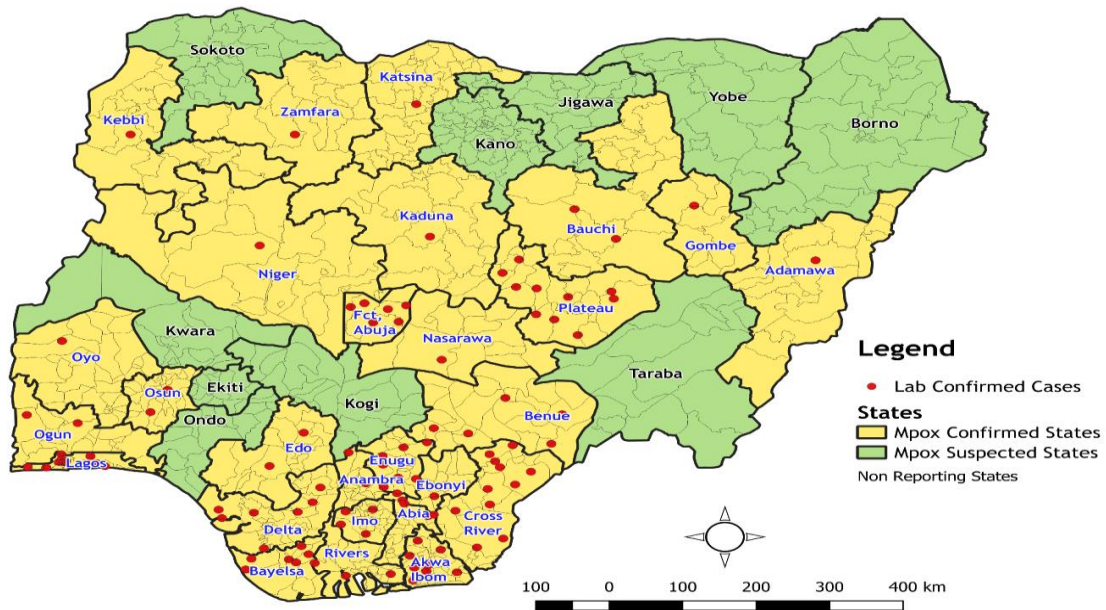 Sokoto
Katsina
Kebbi
Zamfara
Jigawa
Yobe
Borno
Kano
Kaduna
Bauchi
Gombe
Adamawa
Niger
Plateau
Fct,
Abuja
Kwara
Nasarawa
Oyo
Taraba
Ekiti
Osun
Kogi
Ondo
Benue
Ogun
Edo
Lagos
Enugu
Anambra
Ebonyi
Abia
Cross
River
Imo
Delta
Rivers
Akwa
Ibom
Bayelsa
Legend
Lab Confirmed Cases
States
Mpox Confirmed States
Mpox Suspected States
Non Reporting States
100 0 100 200 300 400 km